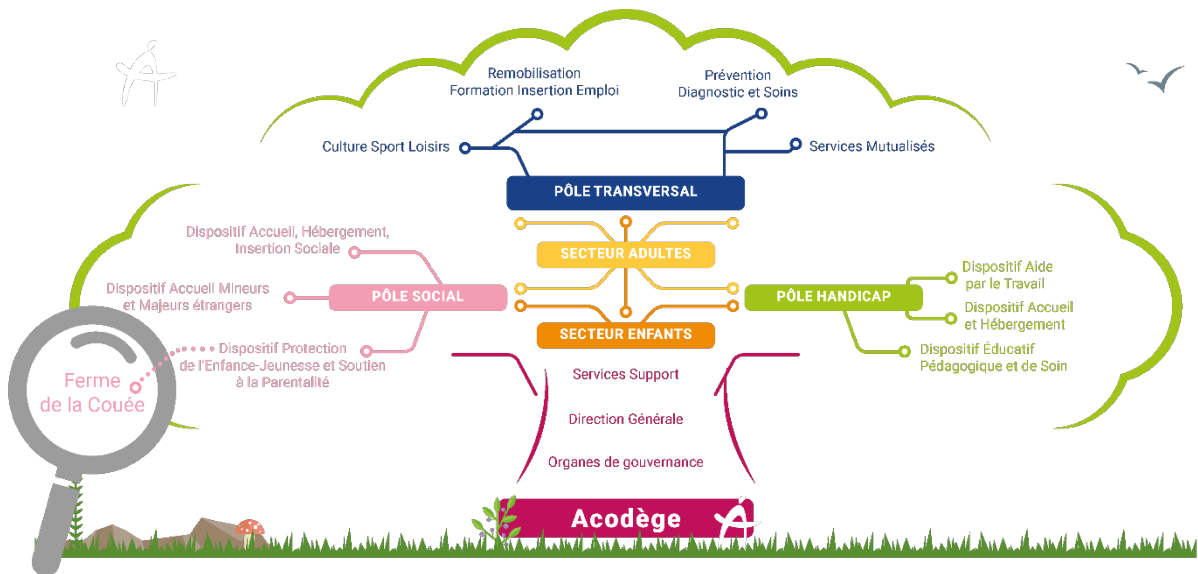 Remobilisation
Formation Insertion Emploi
Prévention
Diagnostic et Soins
Culture Sport Loisirs
Services Mutualisés
PÔLE TRANSVERSAL
Dispositif Accueil, Hébergement,
Insertion Sociale
SECTEUR ADULTES
Dispositif Aide
par le Travail
Dispositif Accueil Mineurs
et Majeurs étrangers
PÔLE SOCIAL
PÔLE HANDICAP
Dispositif Accueil
et Hébergement
SECTEUR ENFANTS
Dispositif Protection
de l'Enfance-Jeunesse et Soutien
à la Parentalité
Dispositif Éducatif
Pédagogique et de Soin
Ferme
de la Couée
Services Support
Direction Générale
Organes de gouvernance
Acodège